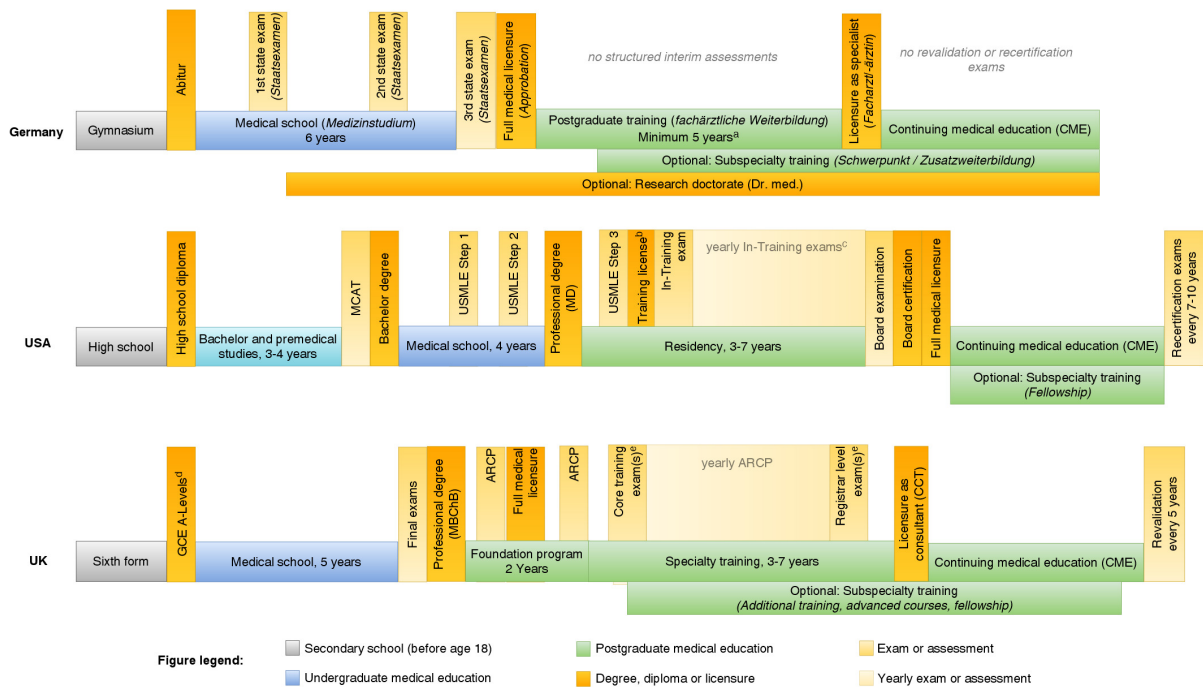 Germany
Gymnasium
Abitur
1st state exam
(Staatsexamen)
2nd state exam
(Staatsexamen)
3rd state exam
(Staatsexamen)
Full medical licensure
(Approbation)
no structured interim assessments
Licensure as specialist
(Facharzt/-ärztin)
no revalidation or recertification
exams
Medical school (Medizinstudium)
6 years
Postgraduate training (fachärztliche Weiterbildung)
Minimum 5 yearsᵃ
Continuing medical education (CME)
Optional: Subspecialty training (Schwerpunkt / Zusatzweiterbildung)
Optional: Research doctorate (Dr. med.)
USA
High school
High school diploma
Bachelor and premedical
studies, 3-4 years
MCAT
Bachelor degree
Medical school, 4 years
USMLE Step 1
USMLE Step 2
Professional degree
(MD)
USMLE Step 3
Training licenseᵇ
In-Training
exam
yearly In-Training examsᶜ
Residency, 3-7 years
Board examination
Board certification
Full medical licensure
Continuing medical education (CME)
Optional: Subspecialty training
(Fellowship)
Recertification exams
every 7-10 years
UK
Sixth form
GCE A-Levelsᵈ
Medical school, 5 years
Final exams
Professional degree
(MBChB)
ARCP
Full medical
licensure
ARCP
Foundation program
2 Years
Core training
exam(s)ᵉ
yearly ARCP
Registrar level
exam(s)ᵉ
Specialty training, 3-7 years
Licensure as
consultant (CCT)
Continuing medical education (CME)
Optional: Subspecialty training
(Additional training, advanced courses, fellowship)
Revalidation
every 5 years
Figure legend:
Secondary school (before age 18)
Undergraduate medical education
Postgraduate medical education
Degree, diploma or licensure
Exam or assessment
Yearly exam or assessment